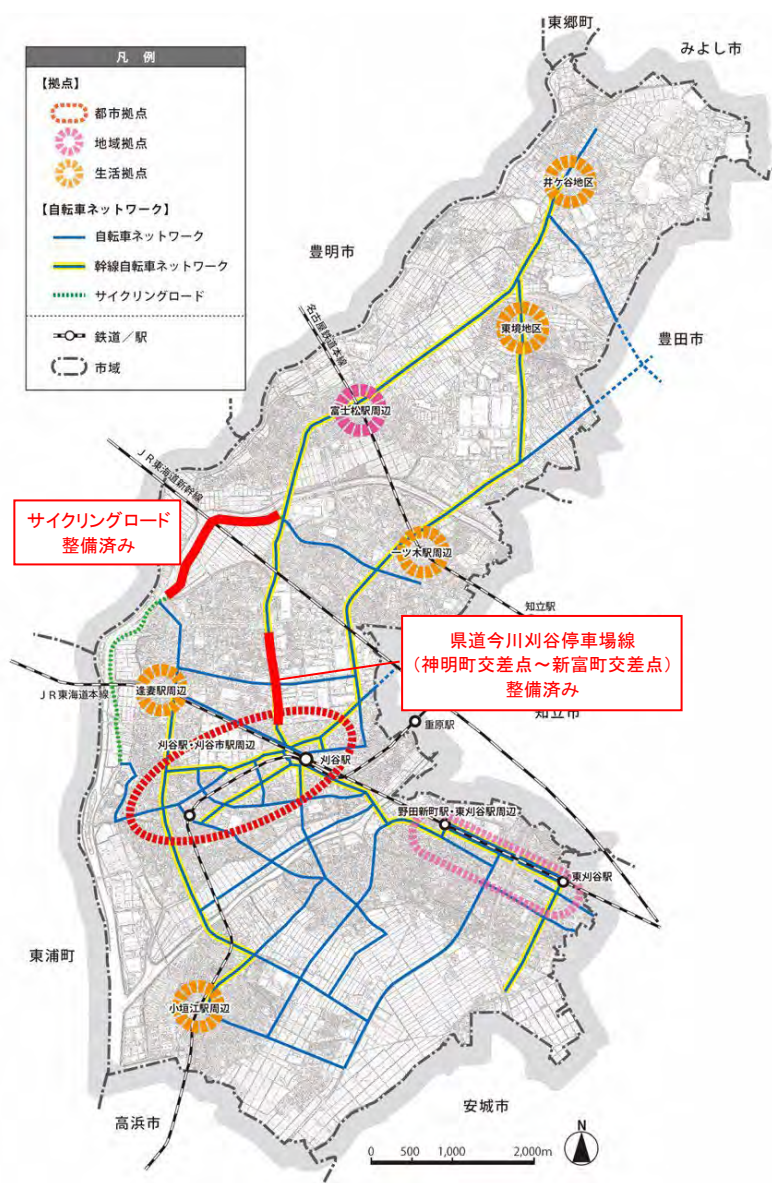 東郷町
みよし市
凡 例
【拠点】
都市拠点
地域拠点
生活拠点
【自転車ネットワーク】
自転車ネットワーク
幹線自転車ネットワーク
サイクリングロード
鉄道／駅
市域
井ケ谷地区
豊明市
名古屋鉄道本線
東境地区
豊田市
富士松駅周辺
JR東海道新幹線
サイクリングロード
整備済み
一ツ木駅周辺
知立駅
県道今川刈谷停車場線
（神明町交差点～新富町交差点）
整備済み
逢妻駅周辺
JR東海道本線
知立市
重原駅
刈谷駅・刈谷市駅周辺
刈谷駅
野田新町駅・東刈谷駅周辺
東刈谷駅
東浦町
小垣江駅周辺
高浜市
安城市
N
0 500 1,000 2,000m